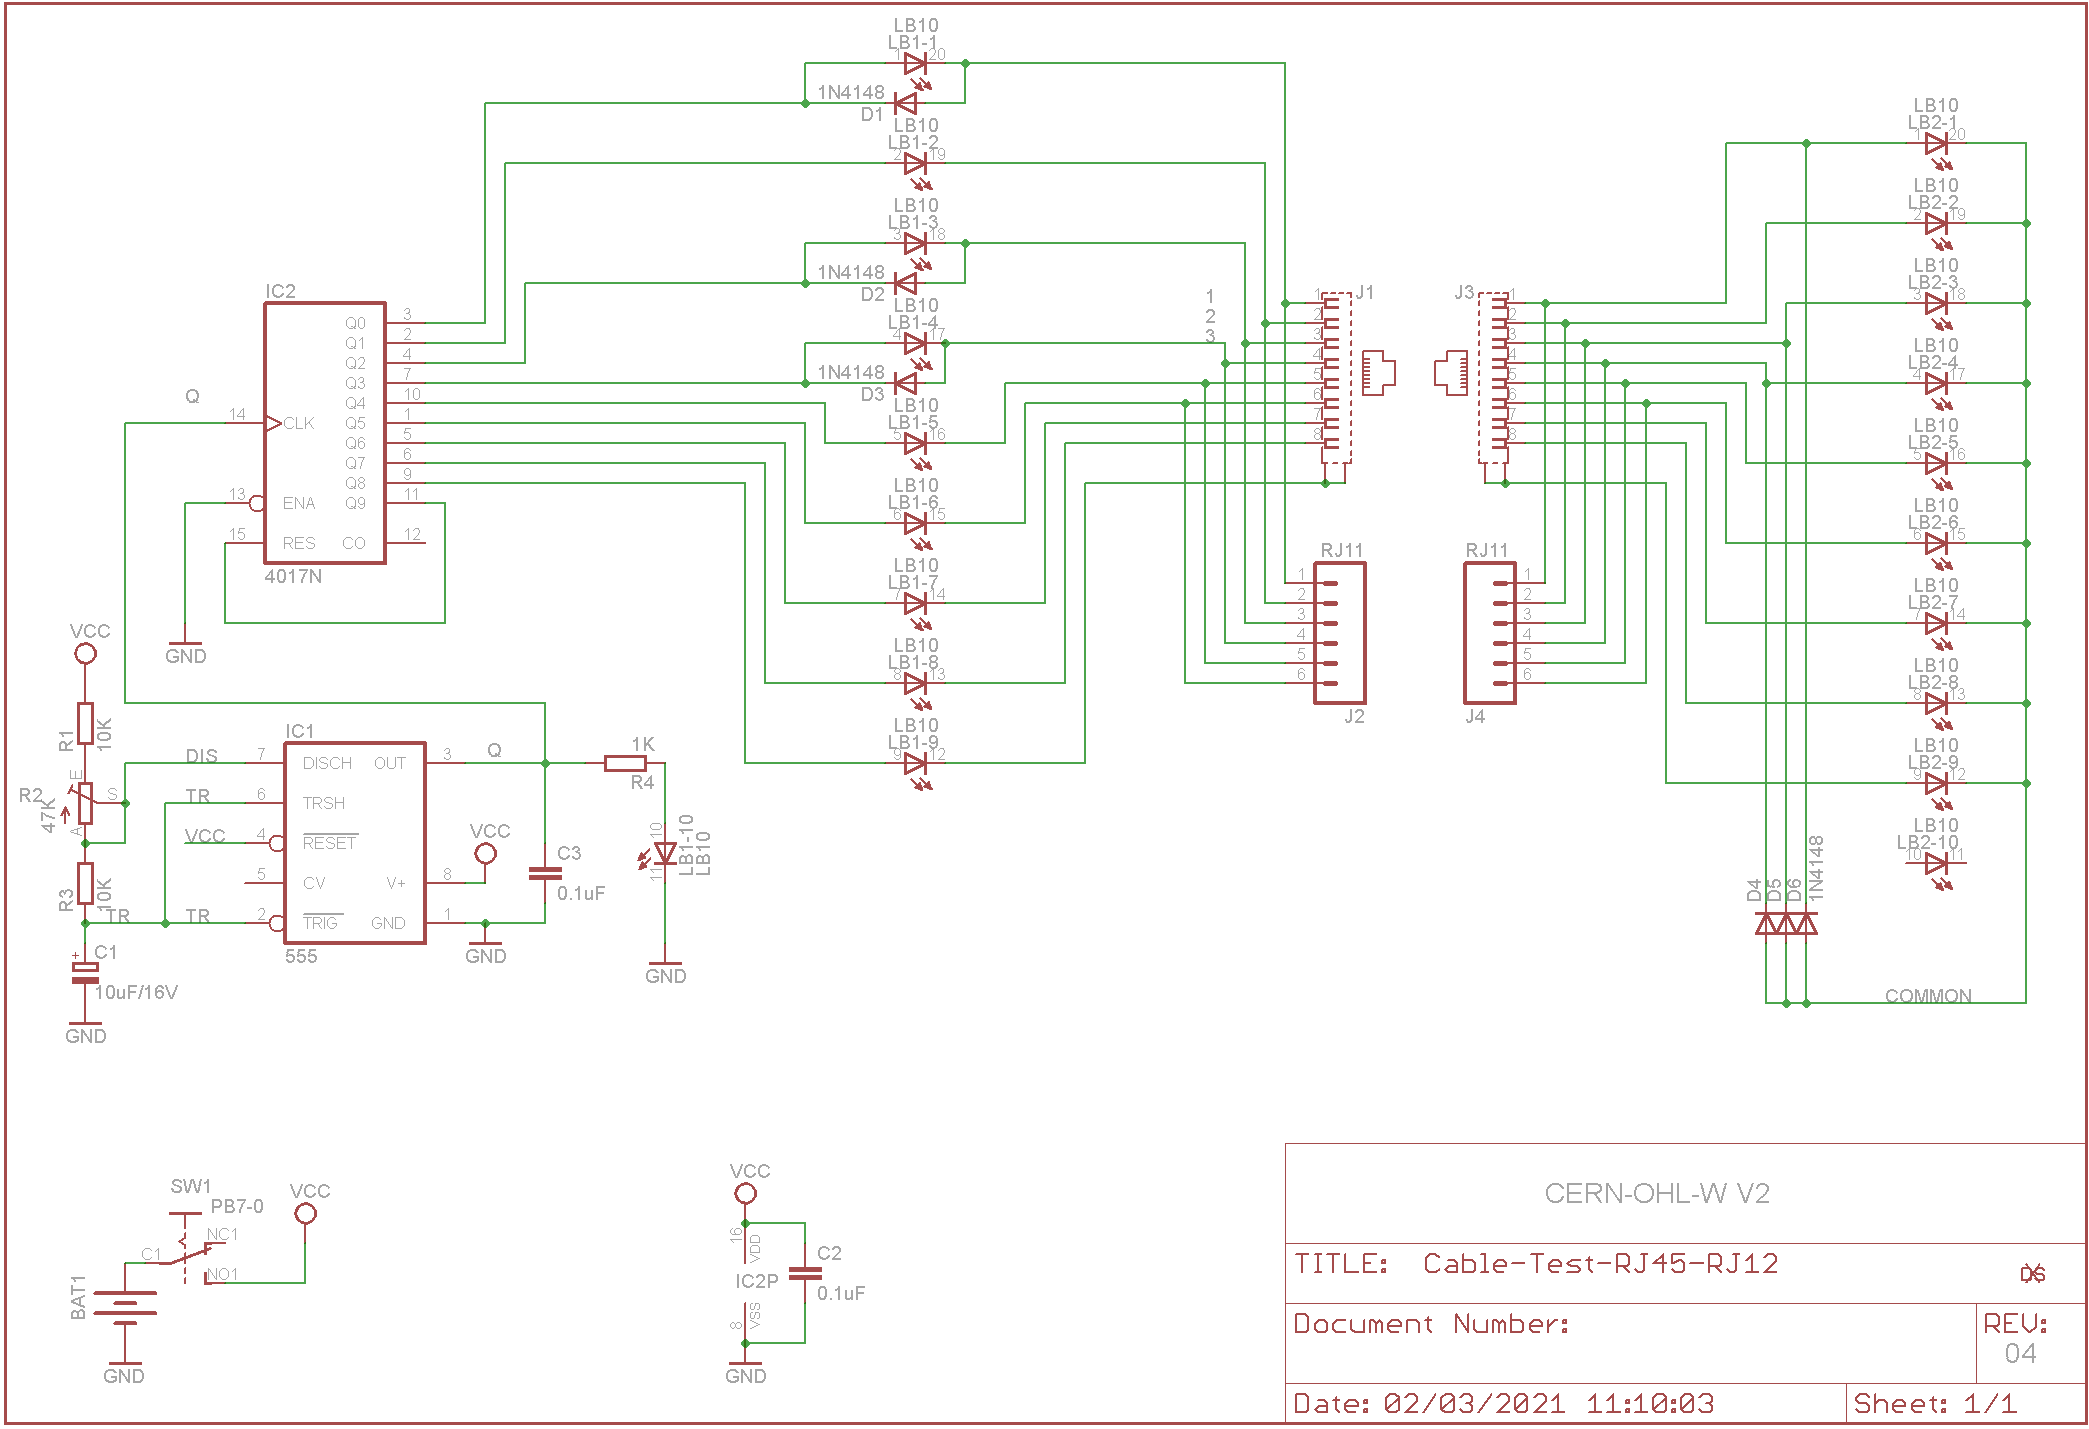 LB10
LB1-1
1 20
1N4148
D1
LB10
LB1-2
2 19
LB10
LB1-3
3 18
1N4148
D2
LB10
LB1-4
4 17
1N4148
D3
LB10
LB1-5
5 16
LB10
LB1-6
6 15
LB10
LB1-7
7 14
LB10
LB1-8
8 13
LB10
LB1-9
9 12
IC2
Q0 3
Q1 2
Q2 4
Q3 7
Q4 10
Q5 1
Q6 5
Q7 6
Q8 9
Q9 11
CO 12
Q
14 CLK
13 ENA
15 RES
4017N
GND
VCC
R1
10K
R2
47K
E
S
A
R3
10K
TR
C1
+
10uF/16V
GND
IC1
DIS 7 DISCH
TR 6 TRSH
VCC 4 RESET
5 CV
TR 2 TRIG
OUT 3 Q
V+ 8
GND 1
555
VCC
GND
C3
0.1uF
1K
R4
10
11
LB1-10
LB10
GND
1
2
3
J1
1
2
3
4
5
6
7
8
J3
1
2
3
4
5
6
7
8
RJ11
1
2
3
4
5
6
J2
RJ11
1
2
3
4
5
6
J4
LB10
LB2-1
1 20
LB10
LB2-2
2 19
LB10
LB2-3
3 18
LB10
LB2-4
4 17
LB10
LB2-5
5 16
LB10
LB2-6
6 15
LB10
LB2-7
7 14
LB10
LB2-8
8 13
LB10
LB2-9
9 12
LB10
LB2-10
10 11
D4
D5
D6
1N4148
COMMON
SW1
PB7-0
VCC
C1
NC1
NO1
BAT1
GND
VCC
16
VDD
IC2P
VSS
8
C2
0.1uF
GND
CERN-OHL-W V2
TITLE: Cable-Test-RJ45-RJ12
Document Number:
REV:
04
Date: 02/03/2021 11:10:03
Sheet: 1/1